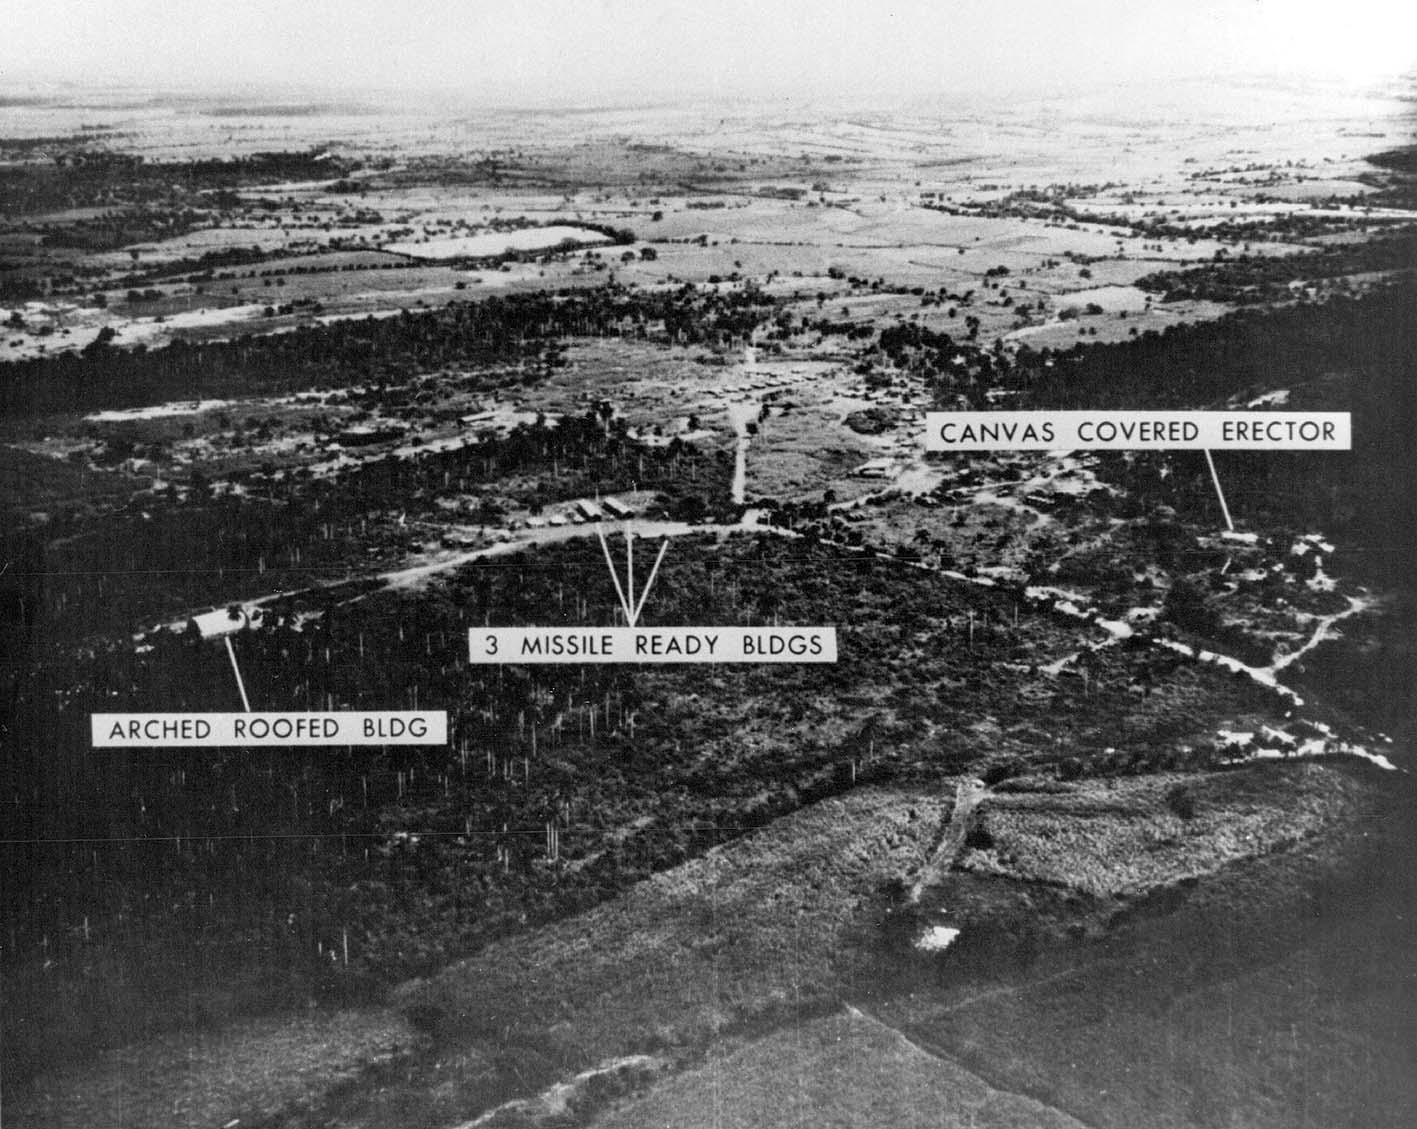 CANVAS COVERED ERECTOR
3 MISSILE READY BLDGS
ARCHED ROOFED BLDG